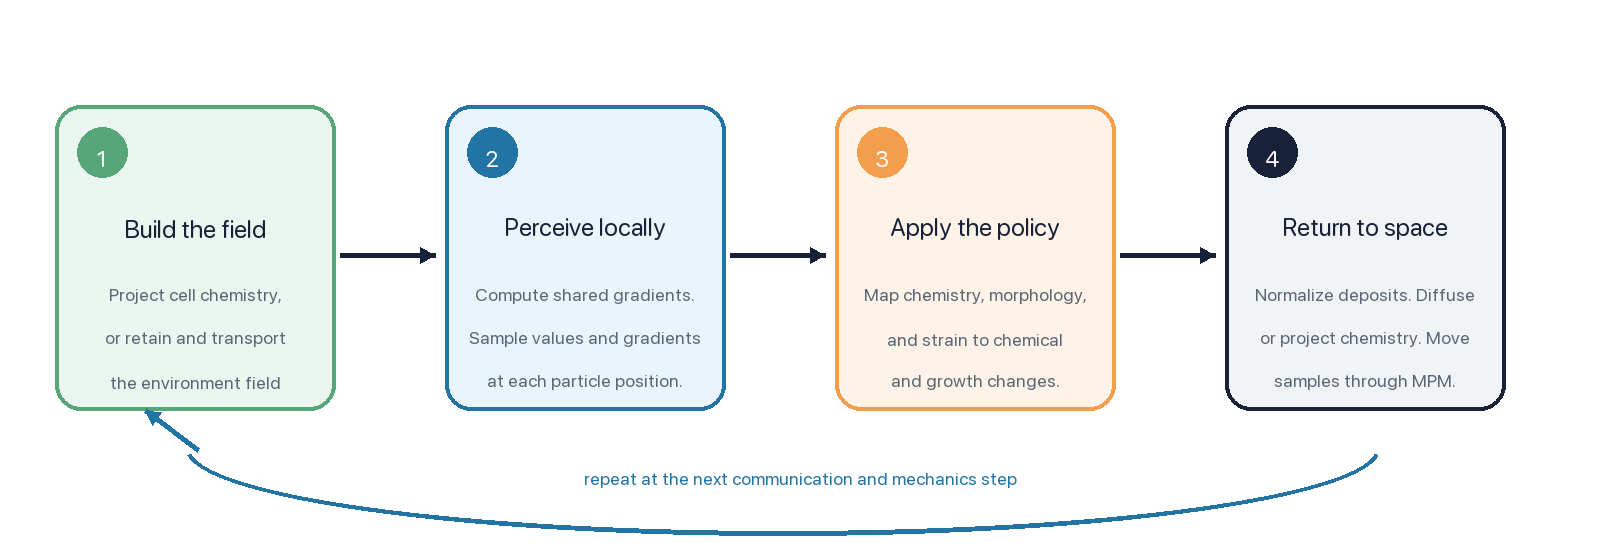 1
Build the field
Project cell chemistry,
or retain and transport
the environment field
2
Perceive locally
Compute shared gradients.
Sample values and gradients
at each particle position.
3
Apply the policy
Map chemistry, morphology,
and strain to chemical
and growth changes.
4
Return to space
Normalize deposits. Diffuse
or project chemistry. Move
samples through MPM.
repeat at the next communication and mechanics step